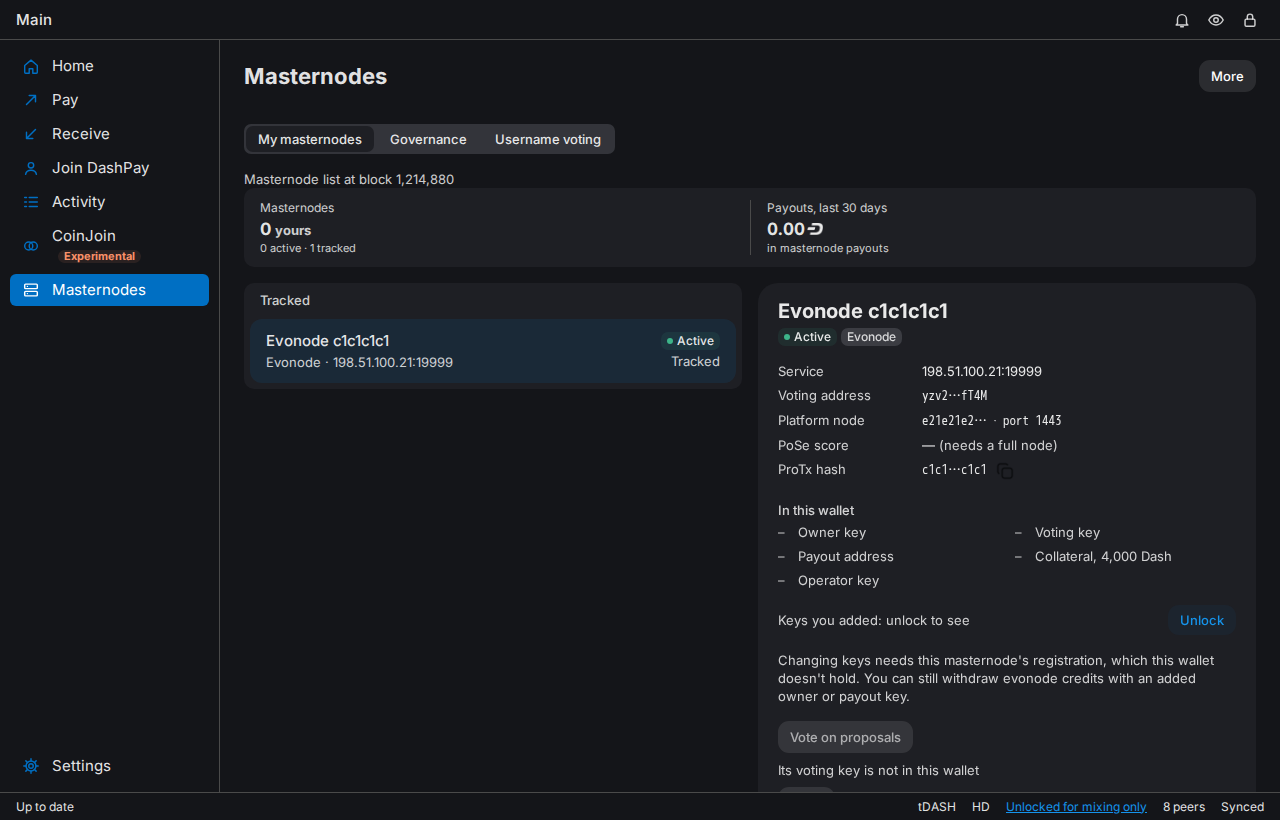 Main
Home
Pay
Receive
Join DashPay
Activity
CoinJoin
Experimental
Masternodes
Settings
Masternodes
More
My masternodes
Governance
Username voting
Masternode list at block 1,214,880
Masternodes
0 yours
0 active · 1 tracked
Payouts, last 30 days
0.00
in masternode payouts
Tracked
Evonode c1c1c1c1
Active
Evonode · 198.51.100.21:19999
Tracked
Evonode c1c1c1c1
Active
Evonode
Service
198.51.100.21:19999
Voting address
yzv2⋯fT4M
Platform node
e21e21e2⋯ · port 1443
PoSe score
— (needs a full node)
ProTx hash
c1c1⋯c1c1
In this wallet
– Owner key
– Voting key
– Payout address
– Collateral, 4,000 Dash
– Operator key
Keys you added: unlock to see
Unlock
Changing keys needs this masternode's registration, which this wallet
doesn't hold. You can still withdraw evonode credits with an added
owner or payout key.
Vote on proposals
Its voting key is not in this wallet
Up to date
tDASH
HD
Unlocked for mixing only
8 peers
Synced